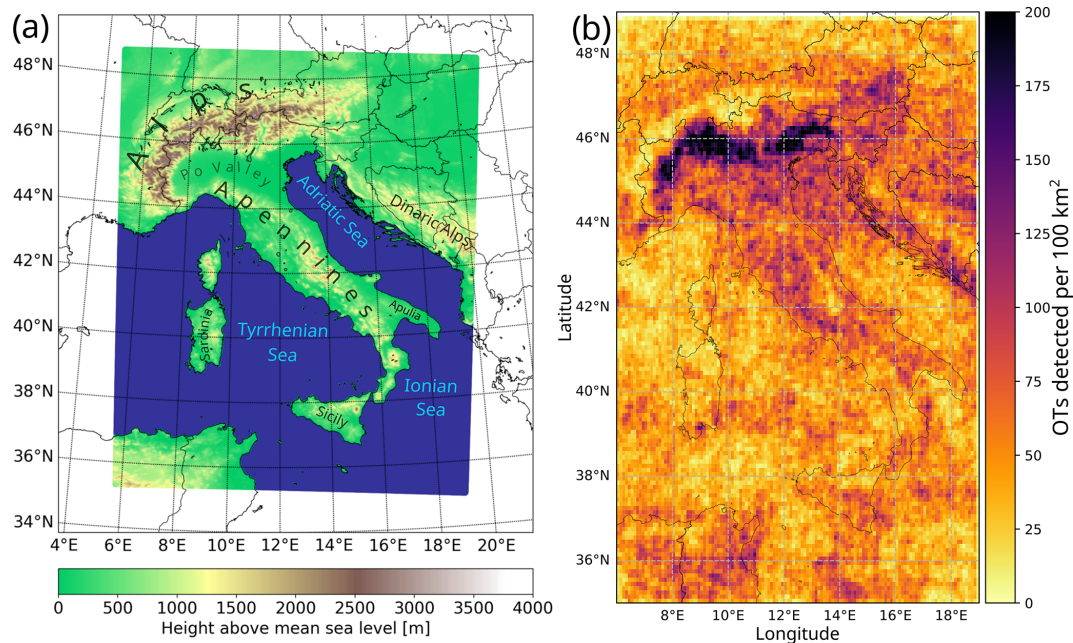 (a)
48°N
46°N
44°N
42°N
40°N
38°N
36°N
34°N
4°E 6°E 8°E 10°E 12°E 14°E 16°E 18°E 20°E
Alps
Po Valley
Apennines
Adriatic Sea
Dinaric Alps
Apulia
Sardinia
Tyrrhenian
Sea
Ionian
Sea
Sicily
0 500 1000 1500 2000 2500 3000 3500 4000
Height above mean sea level [m]
(b)
48°N
46°N
44°N
42°N
40°N
38°N
36°N
Latitude
8°E 10°E 12°E 14°E 16°E 18°E
Longitude
200
175
150
125
100
75
50
25
0
OTs detected per 100 km²